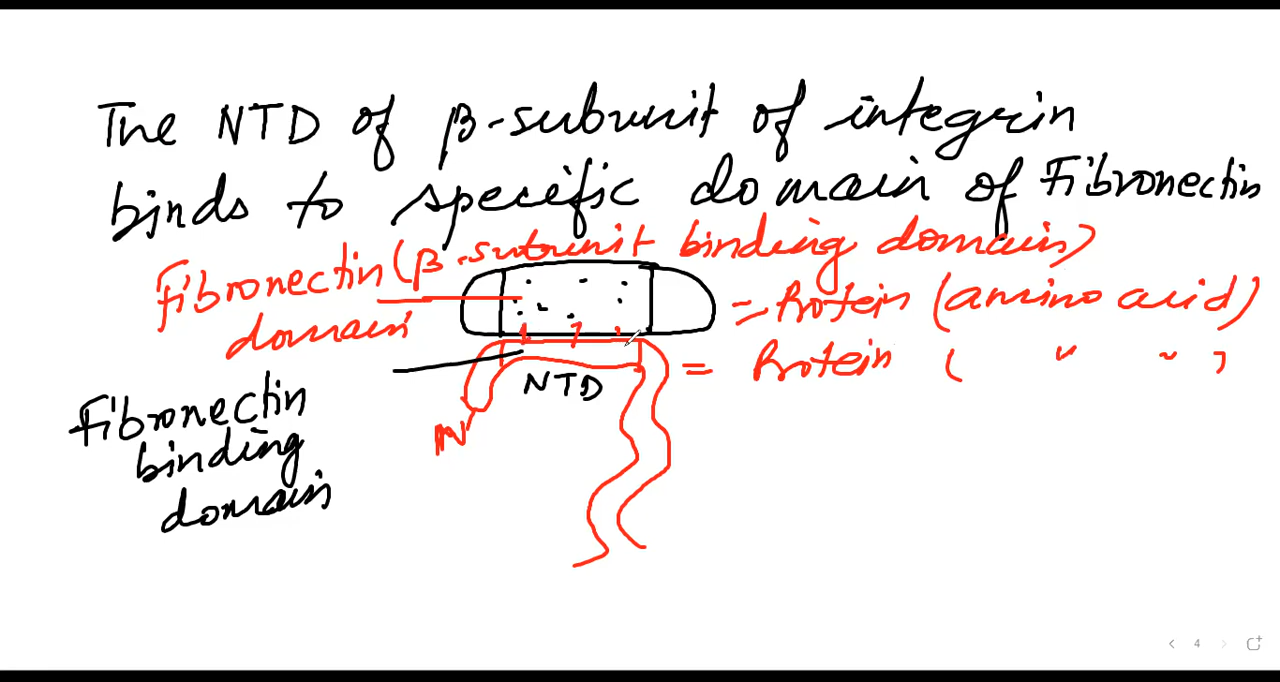 The NTD of β-subunit of integrin
binds to specific domain of Fibronectin
Fibronectin (β-subunit binding domain)
domain
= Protein (amino acid)
= Protein ( " " )
NTD
N
Fibronectin
binding
domain
4